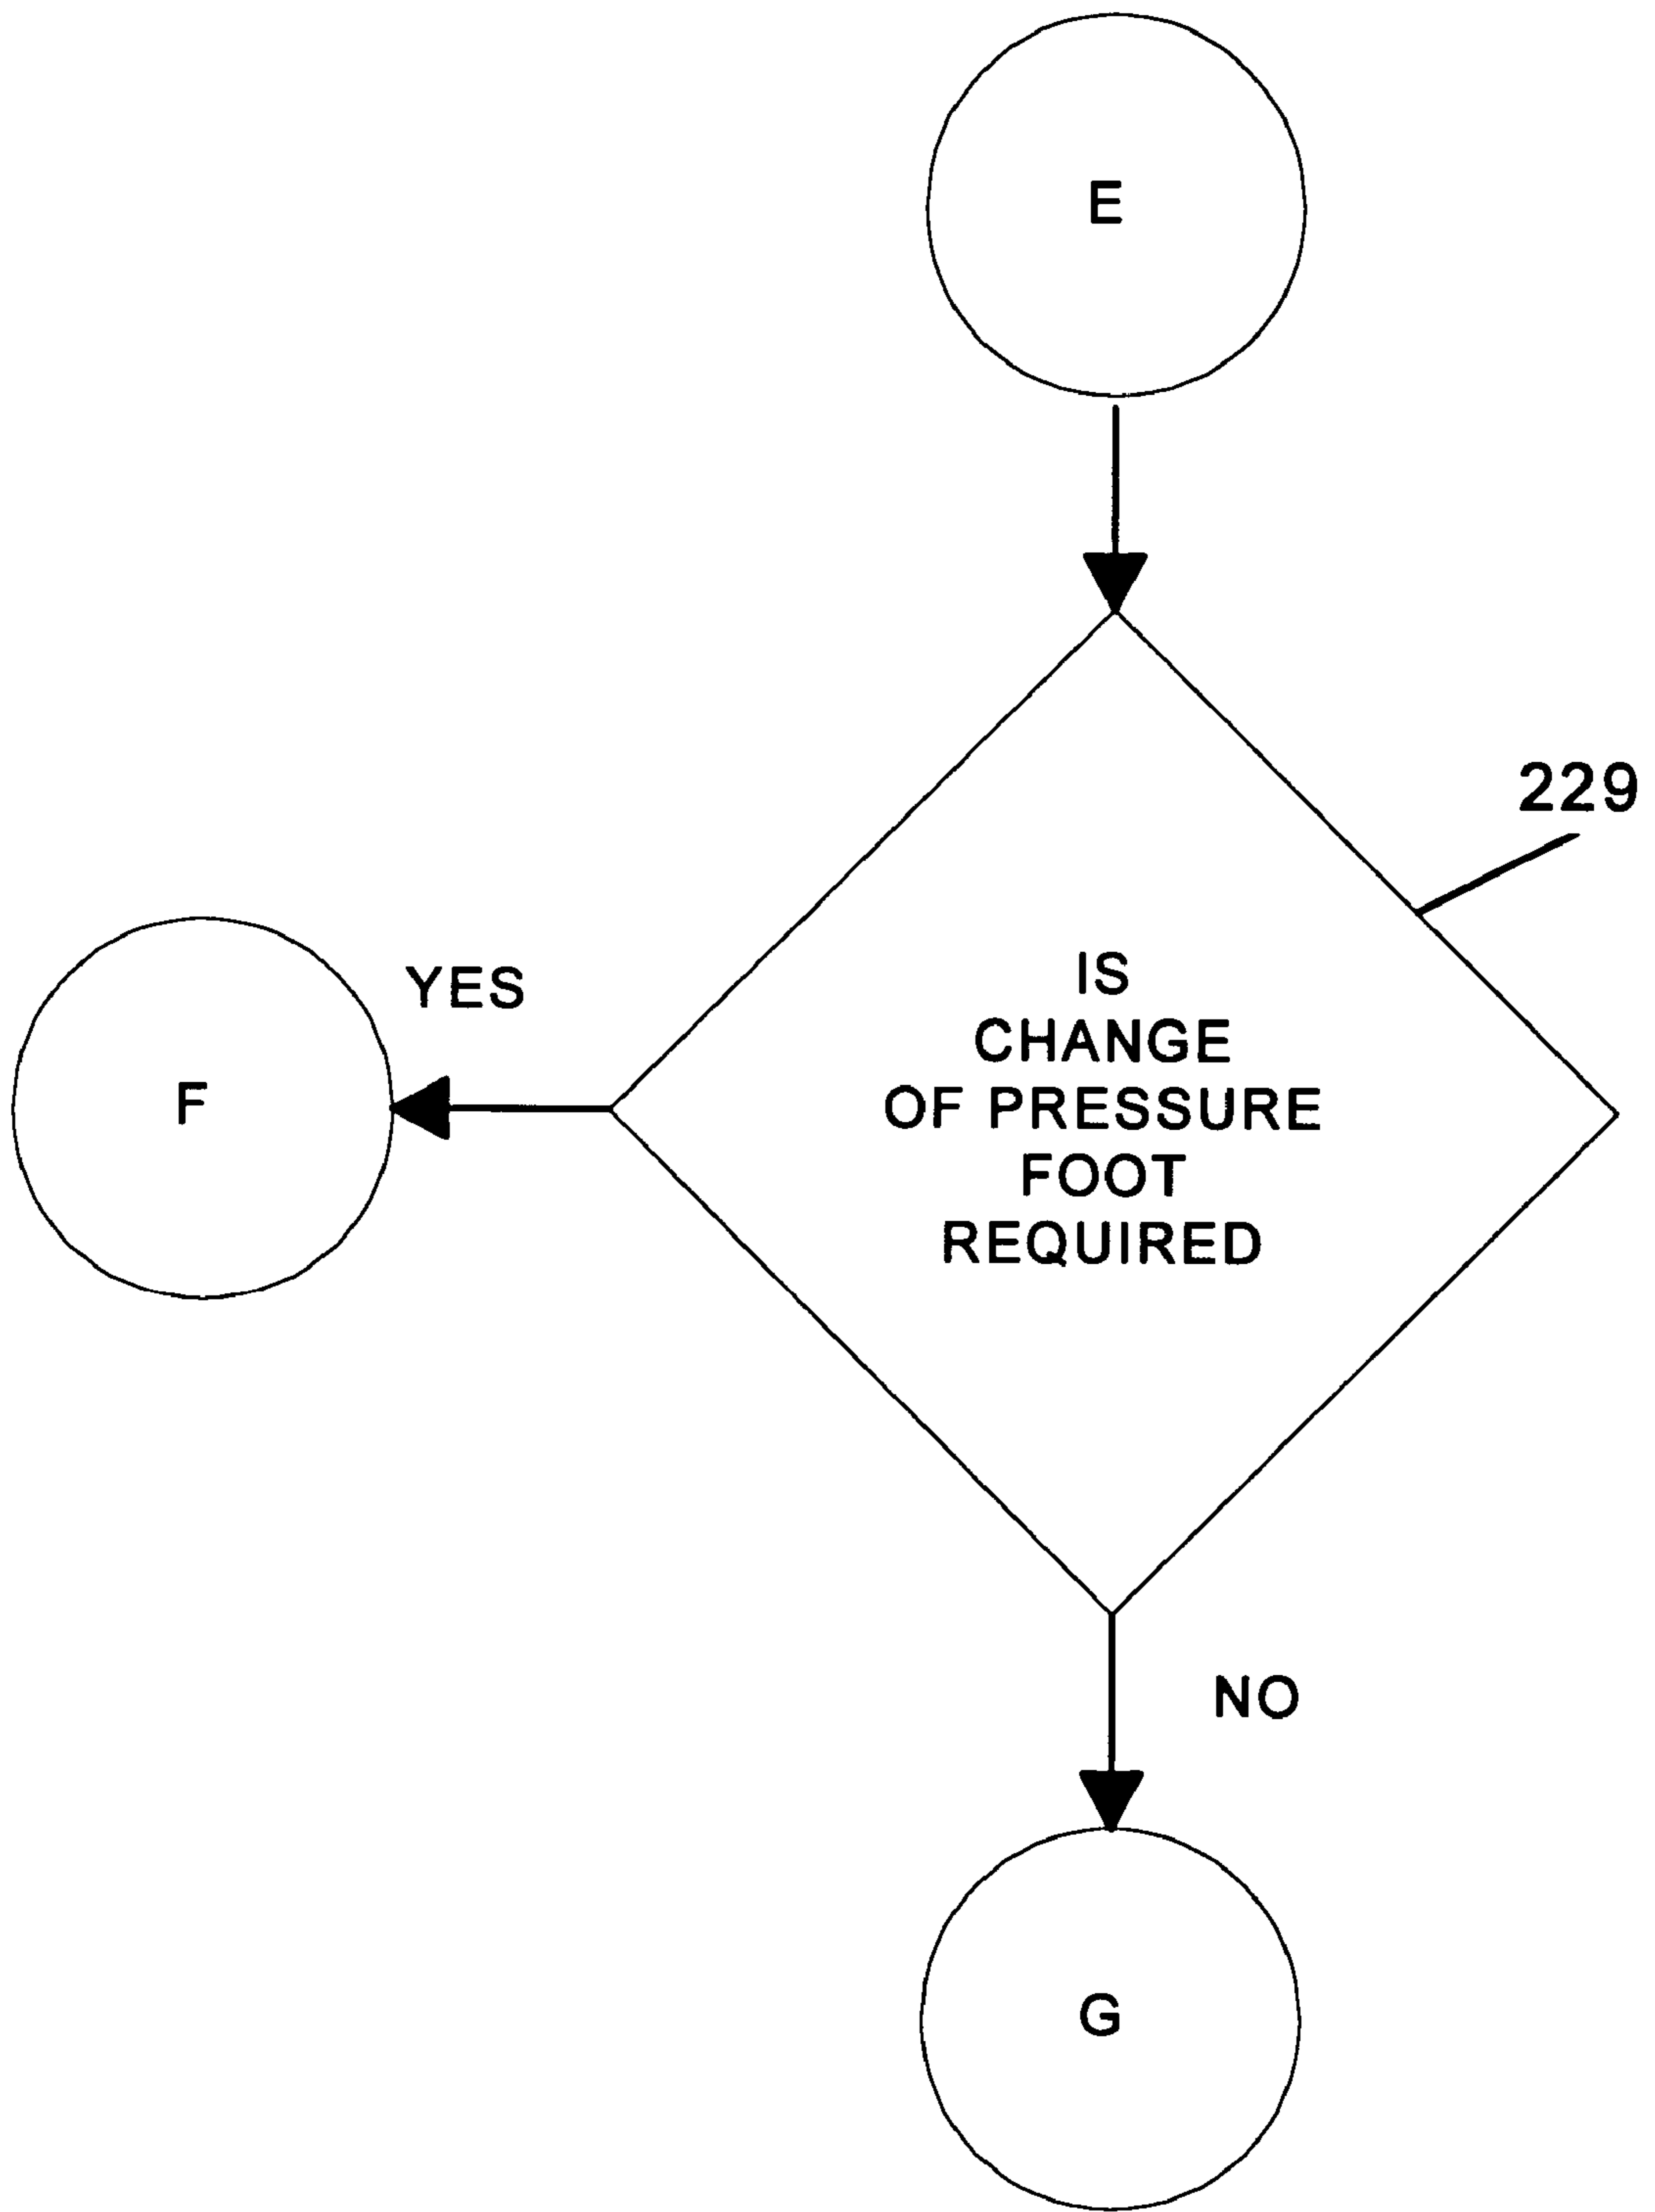 E
229
IS
CHANGE
OF PRESSURE
FOOT
REQUIRED
YES
F
NO
G